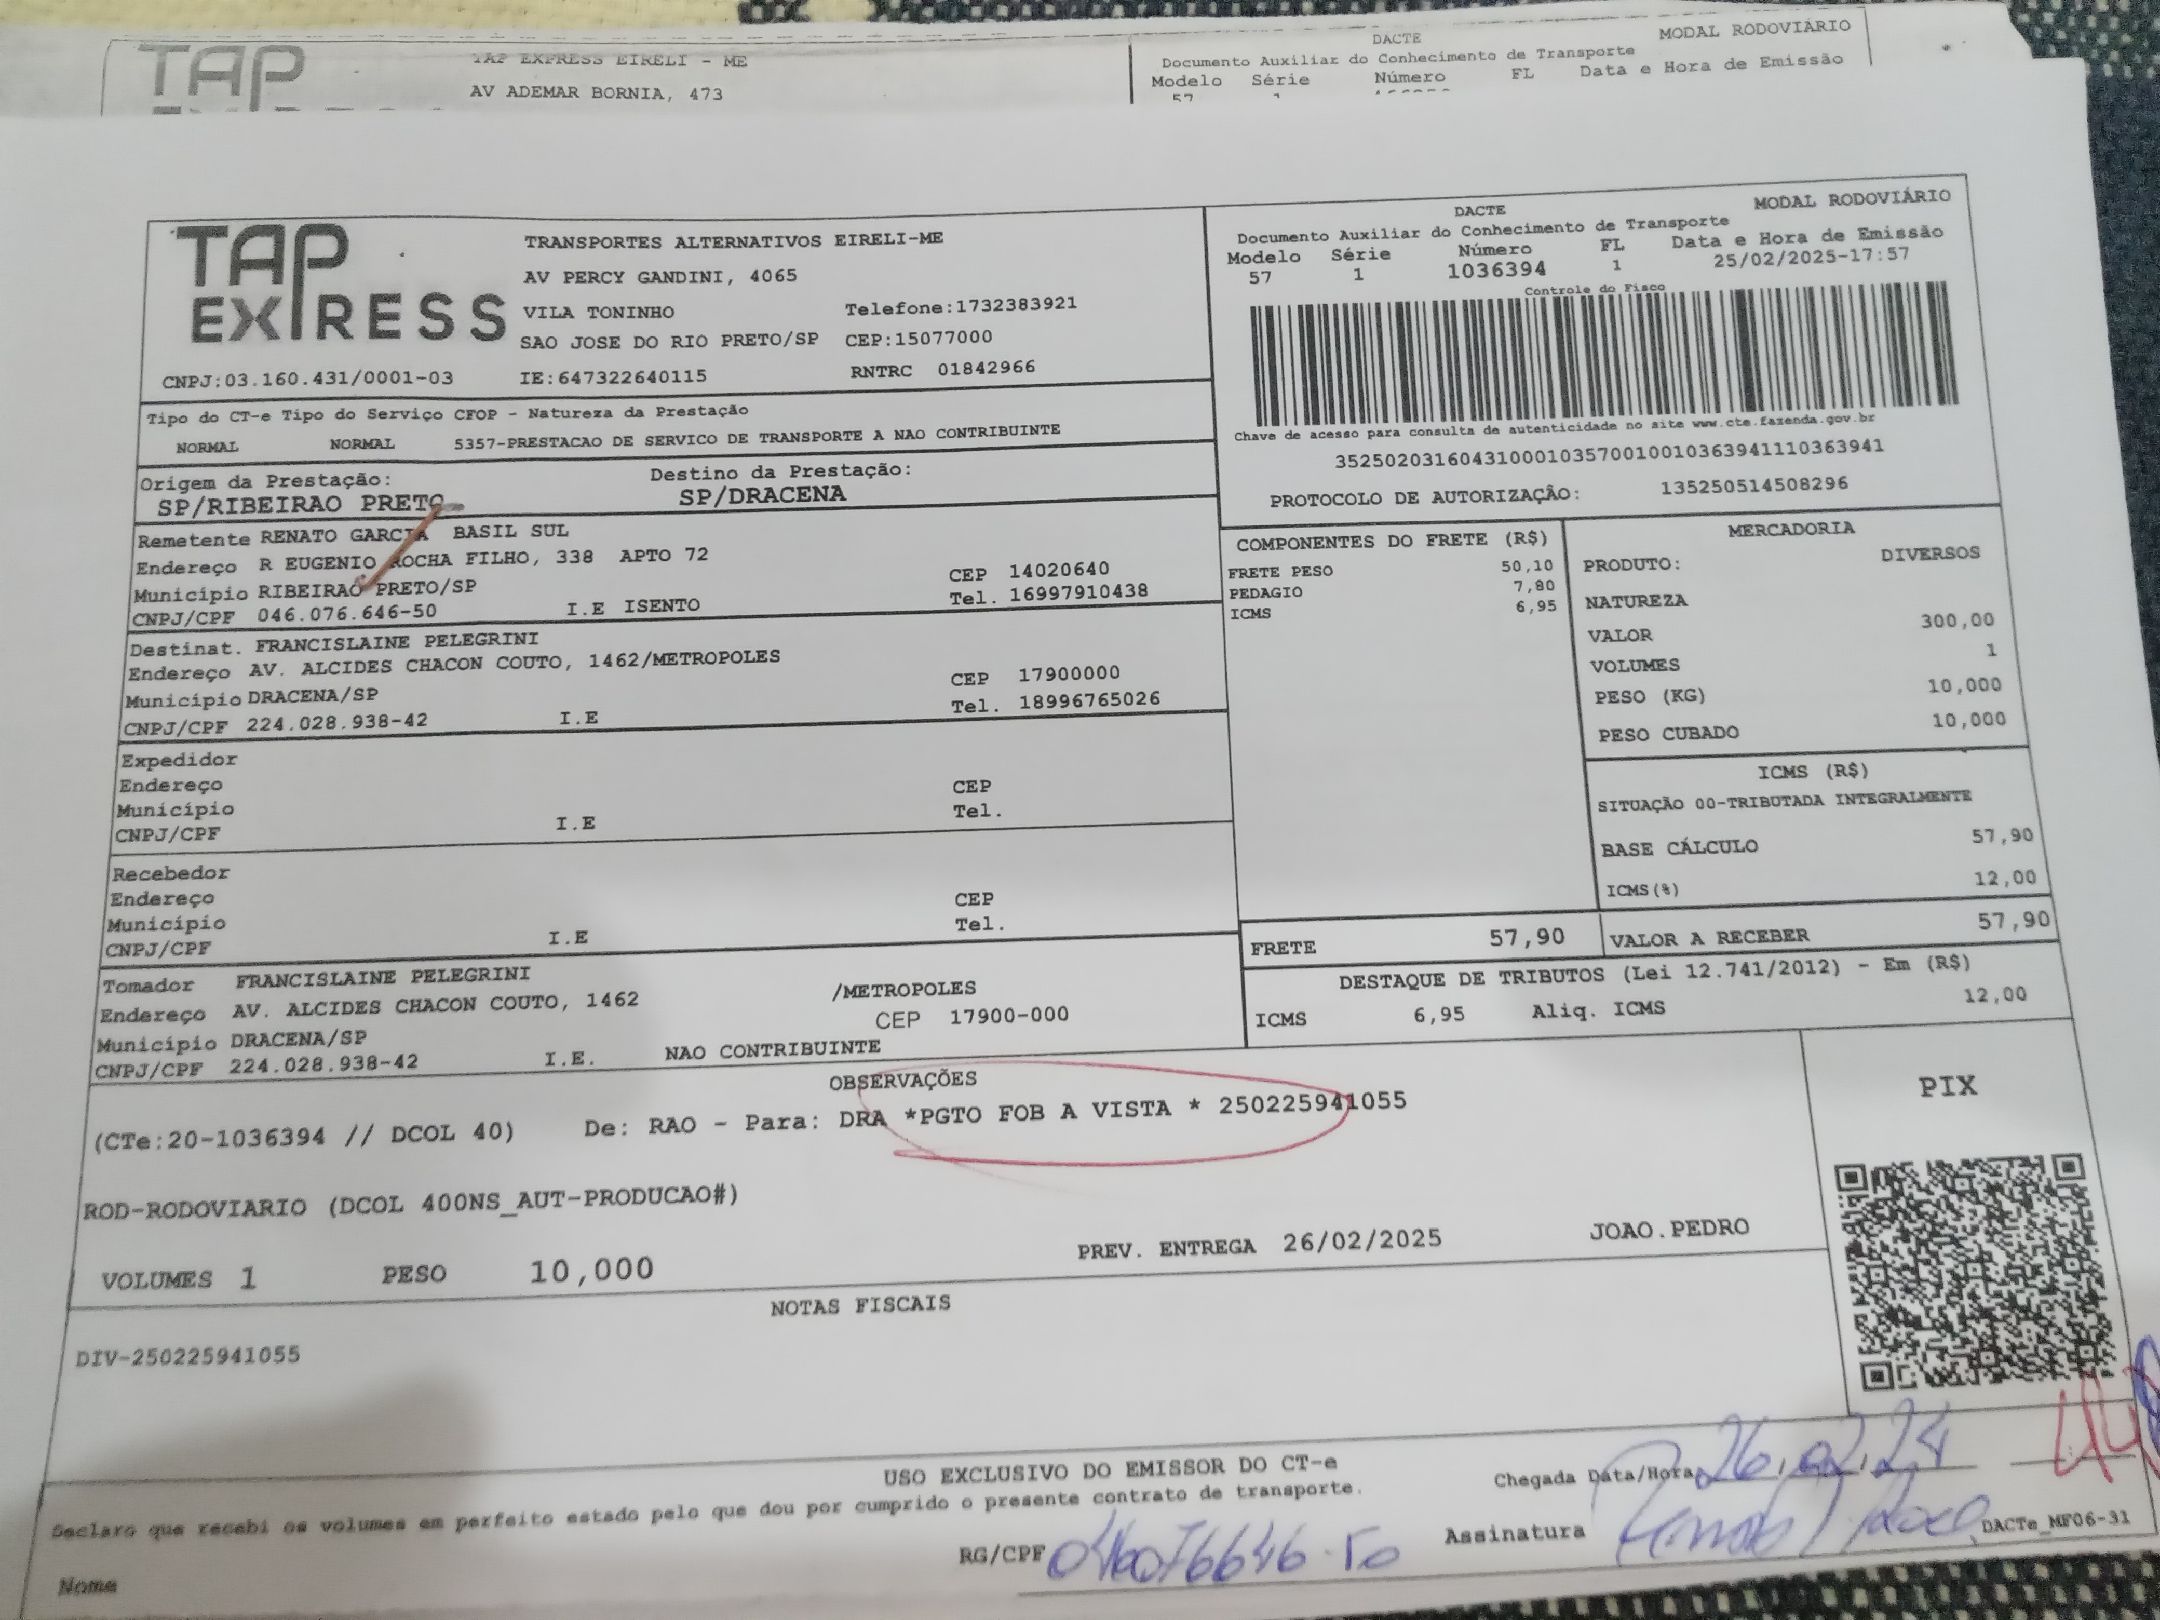 TAP
TAP EXPRESS EIRELI - ME
AV ADEMAR BORNIA, 473
DACTE
MODAL RODOVIÁRIO
Documento Auxiliar do Conhecimento de Transporte
Modelo Série Número FL Data e Hora de Emissão
57 1
TAP EXPRESS
TRANSPORTES ALTERNATIVOS EIRELI-ME
AV PERCY GANDINI, 4065
VILA TONINHO Telefone:1732383921
SAO JOSE DO RIO PRETO/SP CEP:15077000
CNPJ:03.160.431/0001-03 IE:647322640115 RNTRC 01842966
DACTE MODAL RODOVIÁRIO
Documento Auxiliar do Conhecimento de Transporte
Modelo Série Número FL Data e Hora de Emissão
57 1 1036394 1 25/02/2025-17:57
Controle do Fisco
Chave de acesso para consulta de autenticidade no site www.cte.fazenda.gov.br
35250203160431000103570010010363941110363941
PROTOCOLO DE AUTORIZAÇÃO: 135250514508296
Tipo do CT-e Tipo do Serviço CFOP - Natureza da Prestação
NORMAL NORMAL 5357-PRESTACAO DE SERVICO DE TRANSPORTE A NAO CONTRIBUINTE
Origem da Prestação: Destino da Prestação:
SP/RIBEIRAO PRETO SP/DRACENA
Remetente RENATO GARCIA BASIL SUL
Endereço R EUGENIO ROCHA FILHO, 338 APTO 72
Município RIBEIRAO PRETO/SP CEP 14020640
CNPJ/CPF 046.076.646-50 I.E ISENTO Tel. 16997910438
Destinat. FRANCISLAINE PELEGRINI
Endereço AV. ALCIDES CHACON COUTO, 1462/METROPOLES
Município DRACENA/SP CEP 17900000
CNPJ/CPF 224.028.938-42 I.E Tel. 18996765026
Expedidor
Endereço CEP
Município Tel.
CNPJ/CPF I.E
Recebedor
Endereço CEP
Município Tel.
CNPJ/CPF I.E
Tomador FRANCISLAINE PELEGRINI
Endereço AV. ALCIDES CHACON COUTO, 1462 /METROPOLES
Município DRACENA/SP CEP 17900-000
CNPJ/CPF 224.028.938-42 I.E. NAO CONTRIBUINTE
COMPONENTES DO FRETE (R$)
FRETE PESO 50,10
PEDAGIO 7,80
ICMS 6,95
MERCADORIA
PRODUTO: DIVERSOS
NATUREZA
VALOR 300,00
VOLUMES 1
PESO (KG) 10,000
PESO CUBADO 10,000
ICMS (R$)
SITUAÇÃO 00-TRIBUTADA INTEGRALMENTE
BASE CÁLCULO 57,90
ICMS(%) 12,00
FRETE 57,90 VALOR A RECEBER 57,90
DESTAQUE DE TRIBUTOS (Lei 12.741/2012) - Em (R$)
ICMS 6,95 Aliq. ICMS 12,00
OBSERVAÇÕES
(CTe:20-1036394 // DCOL 40) De: RAO - Para: DRA *PGTO FOB A VISTA * 250225941055
ROD-RODOVIARIO (DCOL 400NS_AUT-PRODUCAO#)
VOLUMES 1 PESO 10,000 PREV. ENTREGA 26/02/2025 JOAO.PEDRO
PIX
NOTAS FISCAIS
DIV-250225941055
USO EXCLUSIVO DO EMISSOR DO CT-e
Declaro que recebi os volumes em perfeito estado pelo que dou por cumprido o presente contrato de transporte.
Chegada Data/Hora 26.02.24
Nome RG/CPF 046076646.50 Assinatura
DACTe_MF06-31